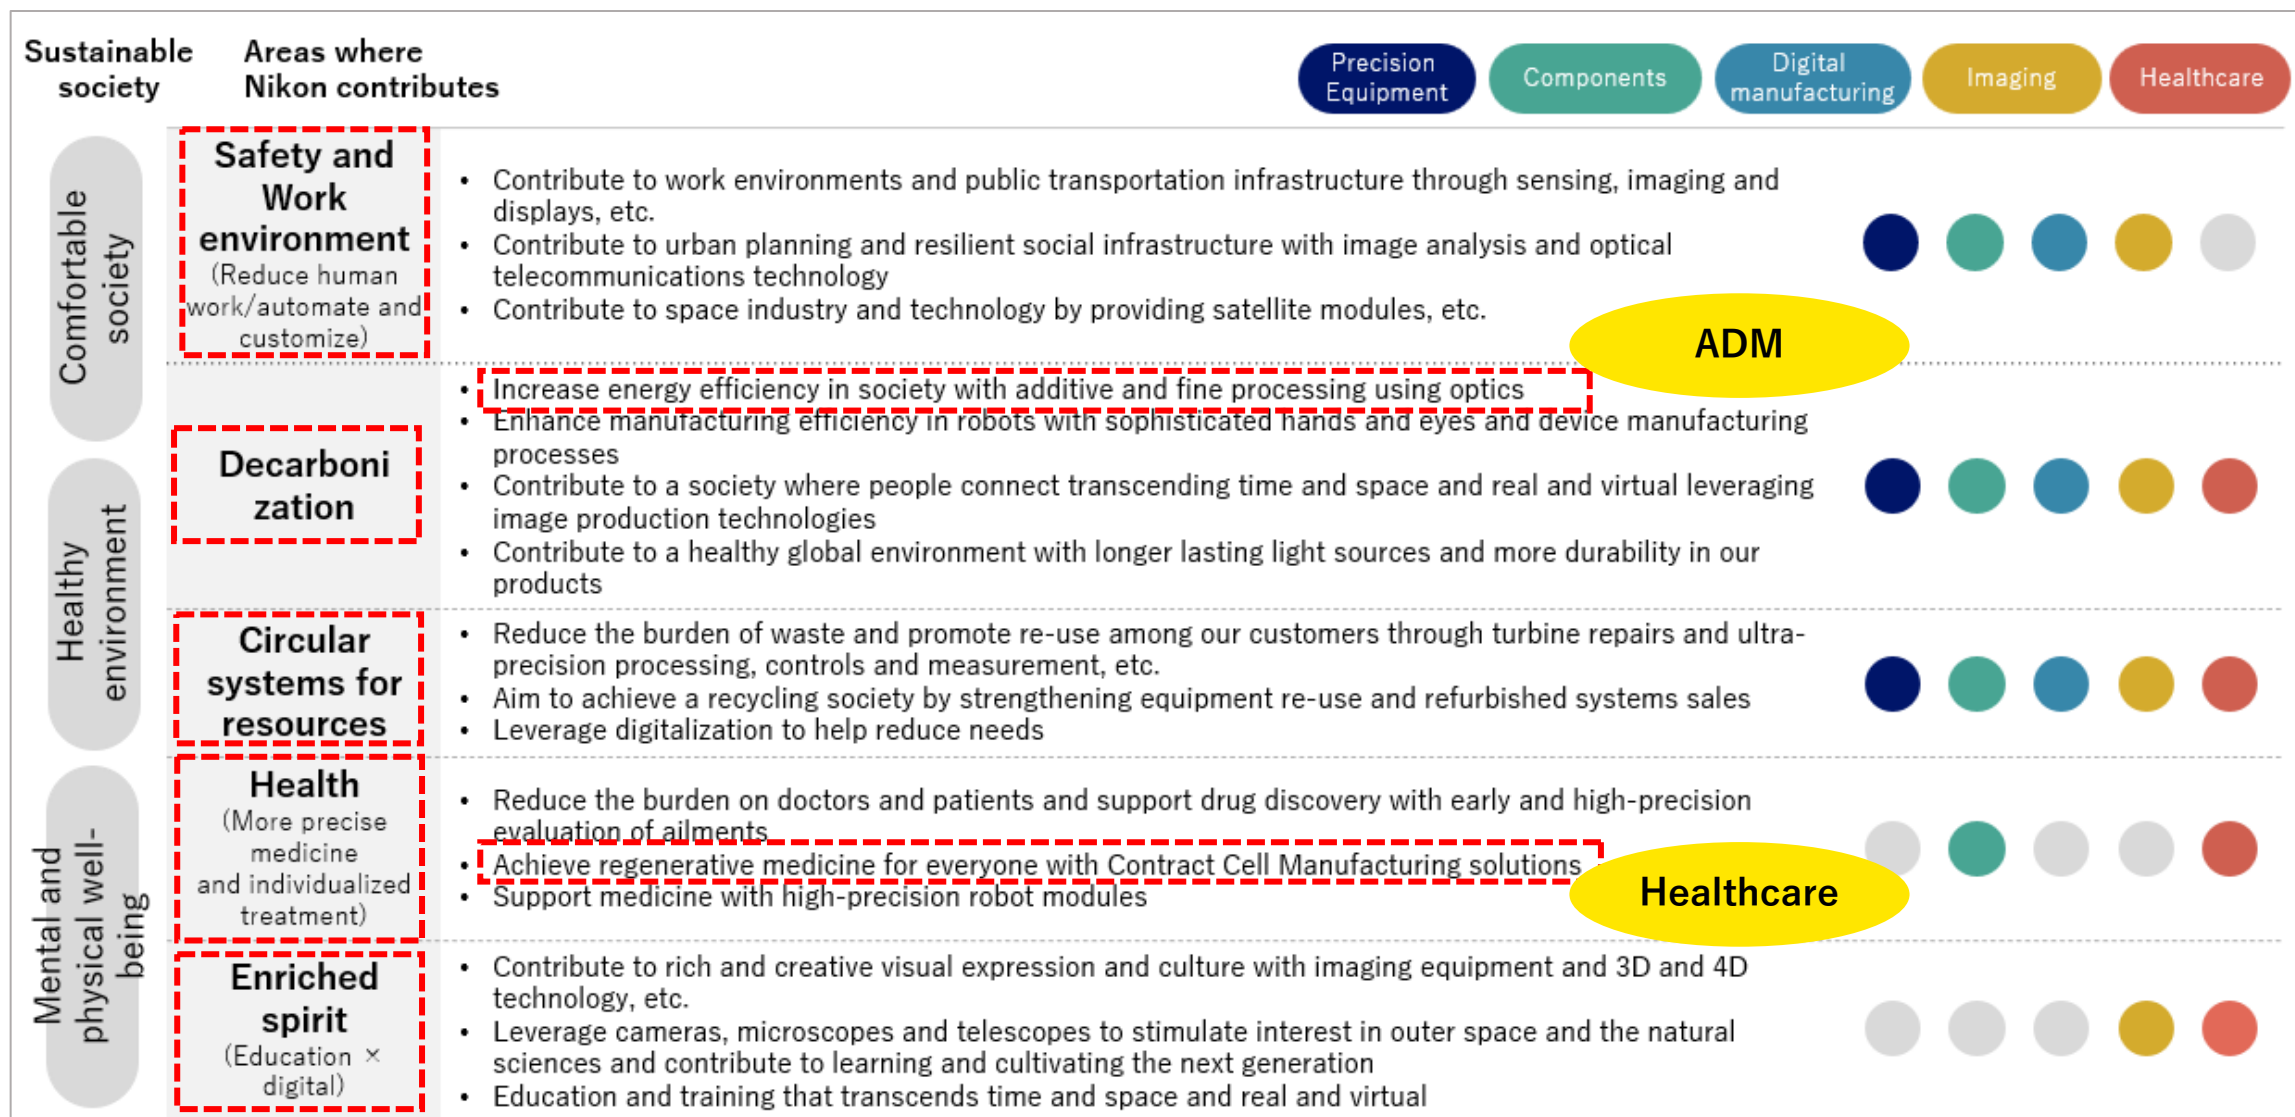 Sustainable
society
Areas where
Nikon contributes
Precision
Equipment
Components
Digital
manufacturing
Imaging
Healthcare
Comfortable
society
Safety and
Work
environment
(Reduce human
work/automate and
customize)
• Contribute to work environments and public transportation infrastructure through sensing, imaging and
displays, etc.
• Contribute to urban planning and resilient social infrastructure with image analysis and optical
telecommunications technology
• Contribute to space industry and technology by providing satellite modules, etc.
ADM
Healthy
environment
Decarboni
zation
• Increase energy efficiency in society with additive and fine processing using optics
• Enhance manufacturing efficiency in robots with sophisticated hands and eyes and device manufacturing
processes
• Contribute to a society where people connect transcending time and space and real and virtual leveraging
image production technologies
• Contribute to a healthy global environment with longer lasting light sources and more durability in our
products
Circular
systems for
resources
• Reduce the burden of waste and promote re-use among our customers through turbine repairs and ultra-
precision processing, controls and measurement, etc.
• Aim to achieve a recycling society by strengthening equipment re-use and refurbished systems sales
• Leverage digitalization to help reduce needs
Mental and
physical well-
being
Health
(More precise
medicine
and individualized
treatment)
• Reduce the burden on doctors and patients and support drug discovery with early and high-precision
evaluation of ailments
• Achieve regenerative medicine for everyone with Contract Cell Manufacturing solutions
• Support medicine with high-precision robot modules
Healthcare
Enriched
spirit
(Education ×
digital)
• Contribute to rich and creative visual expression and culture with imaging equipment and 3D and 4D
technology, etc.
• Leverage cameras, microscopes and telescopes to stimulate interest in outer space and the natural
sciences and contribute to learning and cultivating the next generation
• Education and training that transcends time and space and real and virtual